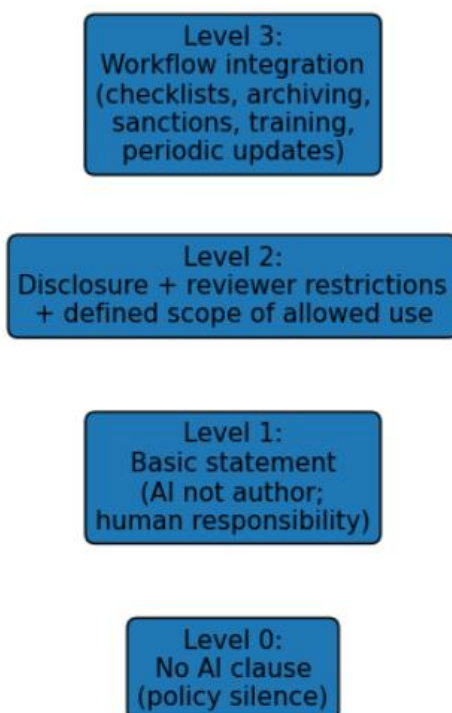 Level 3:
Workflow integration
(checklists, archiving,
sanctions, training,
periodic updates)
Level 2:
Disclosure + reviewer restrictions
+ defined scope of allowed use
Level 1:
Basic statement
(AI not author;
human responsibility)
Level 0:
No AI clause
(policy silence)